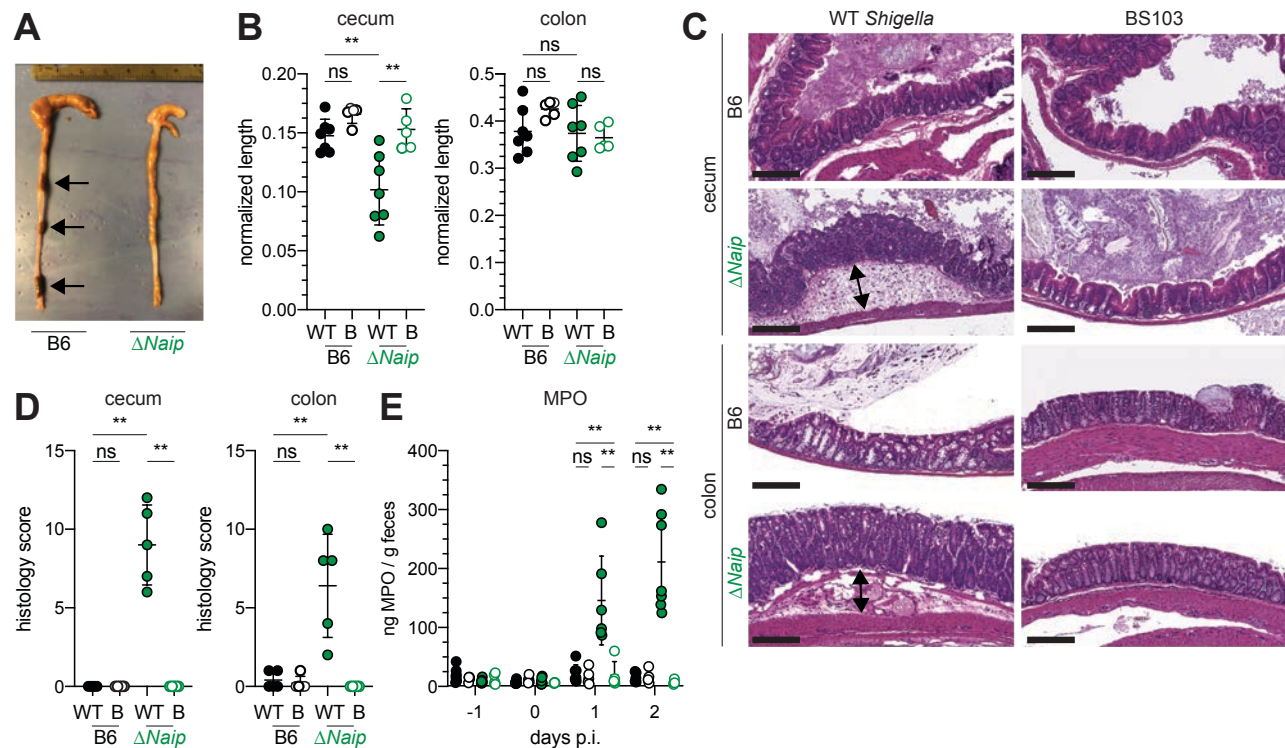 A
B6
ΔNaip
B
cecum
**
ns
**
normalized length
0.20
0.15
0.10
0.05
0.00
WT B WT B
B6 ΔNaip
colon
ns
ns
ns
normalized length
0.5
0.4
0.3
0.2
0.1
0.0
WT B WT B
B6 ΔNaip
C
WT Shigella
BS103
cecum
B6
ΔNaip
colon
B6
ΔNaip
D
cecum
**
ns
**
histology score
15
10
5
0
WT B WT B
B6 ΔNaip
colon
**
ns
**
histology score
15
10
5
0
WT B WT B
B6 ΔNaip
E
MPO
**
ns
**
**
ns
**
ng MPO / g feces
400
300
200
100
0
-1 0 1 2
days p.i.